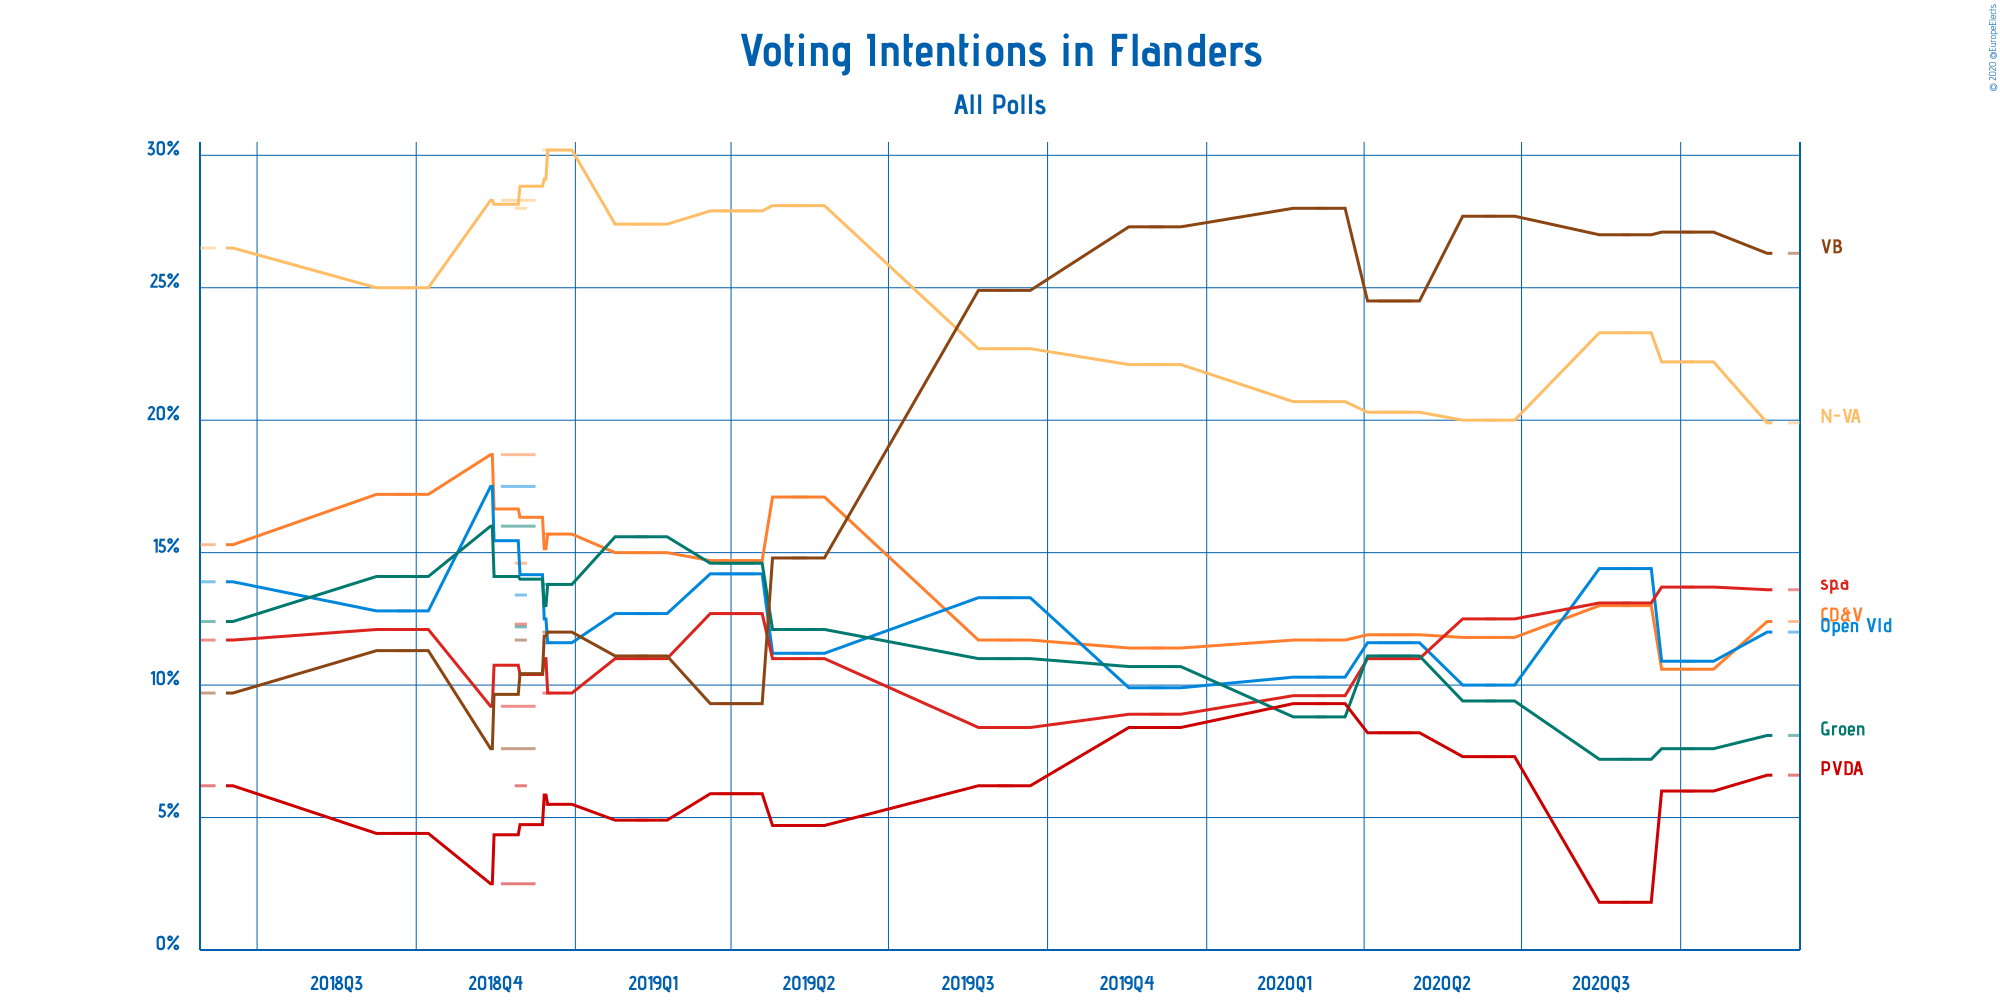 © 2020 @EuropeElects
Voting Intentions in Flanders
All Polls
30%
25%
20%
15%
10%
5%
0%
VB
N-VA
spa
CD&V
Open Vld
Groen
PVDA
2018Q3
2018Q4
2019Q1
2019Q2
2019Q3
2019Q4
2020Q1
2020Q2
2020Q3